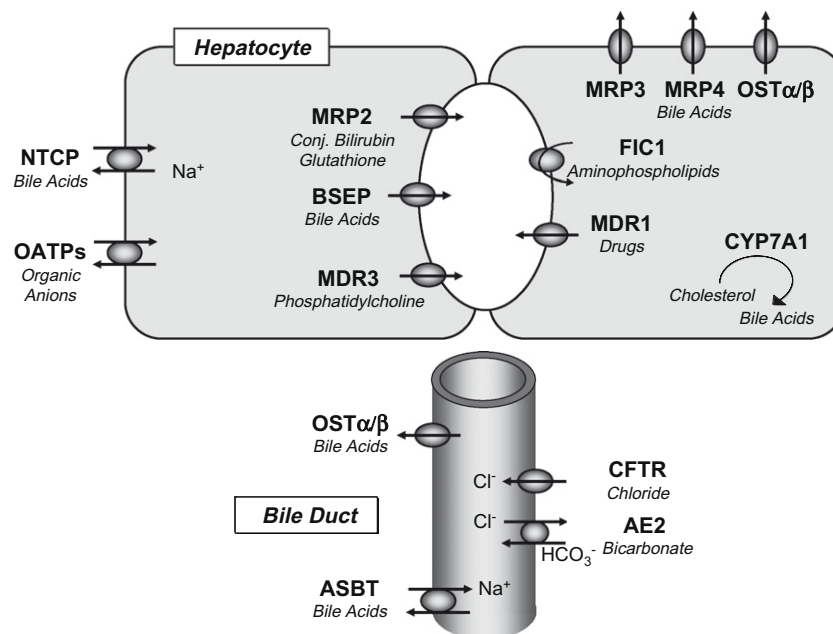 Hepatocyte
MRP3
MRP4
OSTα/β
Bile Acids
MRP2
Conj. Bilirubin
Glutathione
FIC1
Aminophospholipids
NTCP
Bile Acids
Na⁺
BSEP
Bile Acids
MDR1
Drugs
OATPs
Organic
Anions
MDR3
Phosphatidylcholine
CYP7A1
Cholesterol
Bile Acids
OSTα/β
Bile Acids
Cl⁻
CFTR
Chloride
Bile Duct
Cl⁻
AE2
HCO₃⁻
Bicarbonate
ASBT
Bile Acids
Na⁺